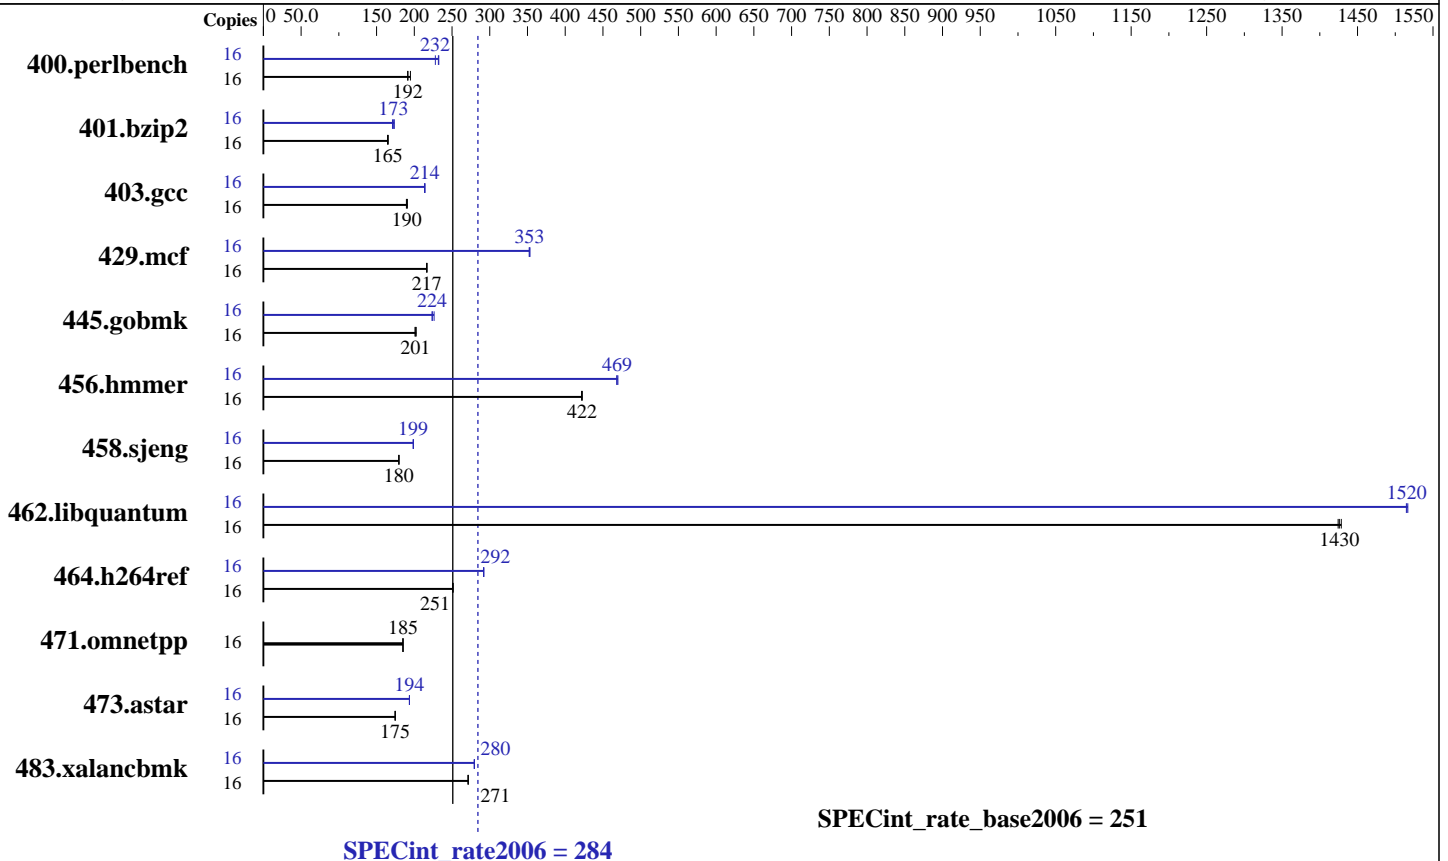 Copies 0 50.0 150 200 250 300 350 400 450 500 550 600 650 700 750 800 850 900 950 1050 1150 1250 1350 1450 1550
400.perlbench 16 232
16 192
401.bzip2 16 173
16 165
403.gcc 16 214
16 190
429.mcf 16 353
16 217
445.gobmk 16 224
16 201
456.hmmer 16 469
16 422
458.sjeng 16 199
16 180
462.libquantum 16 1520
16 1430
464.h264ref 16 292
16 251
471.omnetpp 16 185
473.astar 16 194
16 175
483.xalancbmk 16 280
16 271
SPECint_rate_base2006 = 251
SPECint_rate2006 = 284